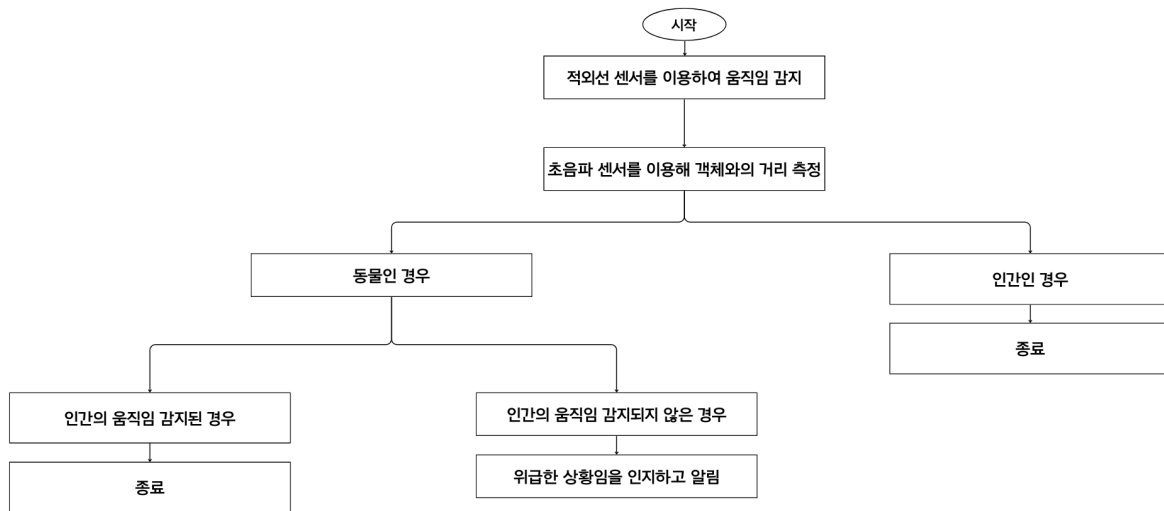 시작
적외선 센서를 이용하여 움직임 감지
초음파 센서를 이용해 객체와의 거리 측정
동물인 경우
인간인 경우
종료
인간의 움직임 감지된 경우
인간의 움직임 감지되지 않은 경우
종료
위급한 상황임을 인지하고 알림